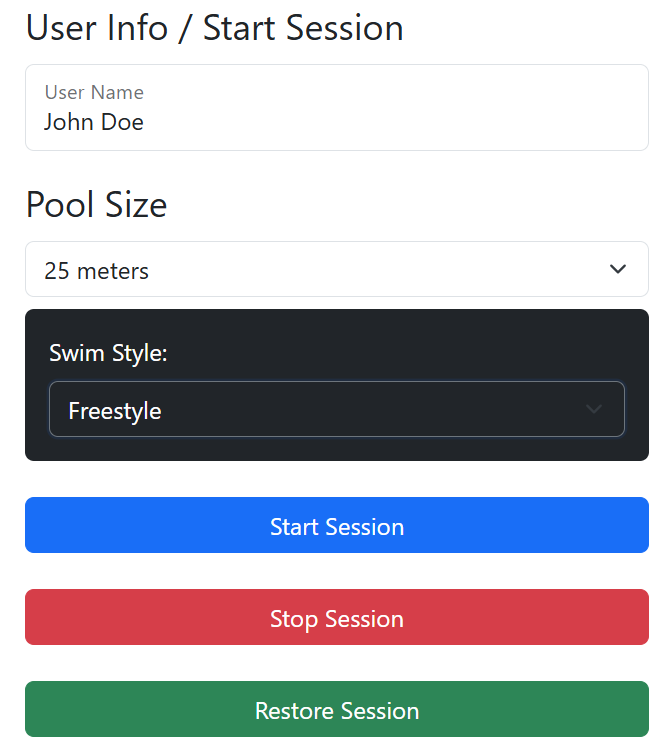 User Info / Start Session
User Name
John Doe
Pool Size
25 meters
Swim Style:
Freestyle
Start Session
Stop Session
Restore Session